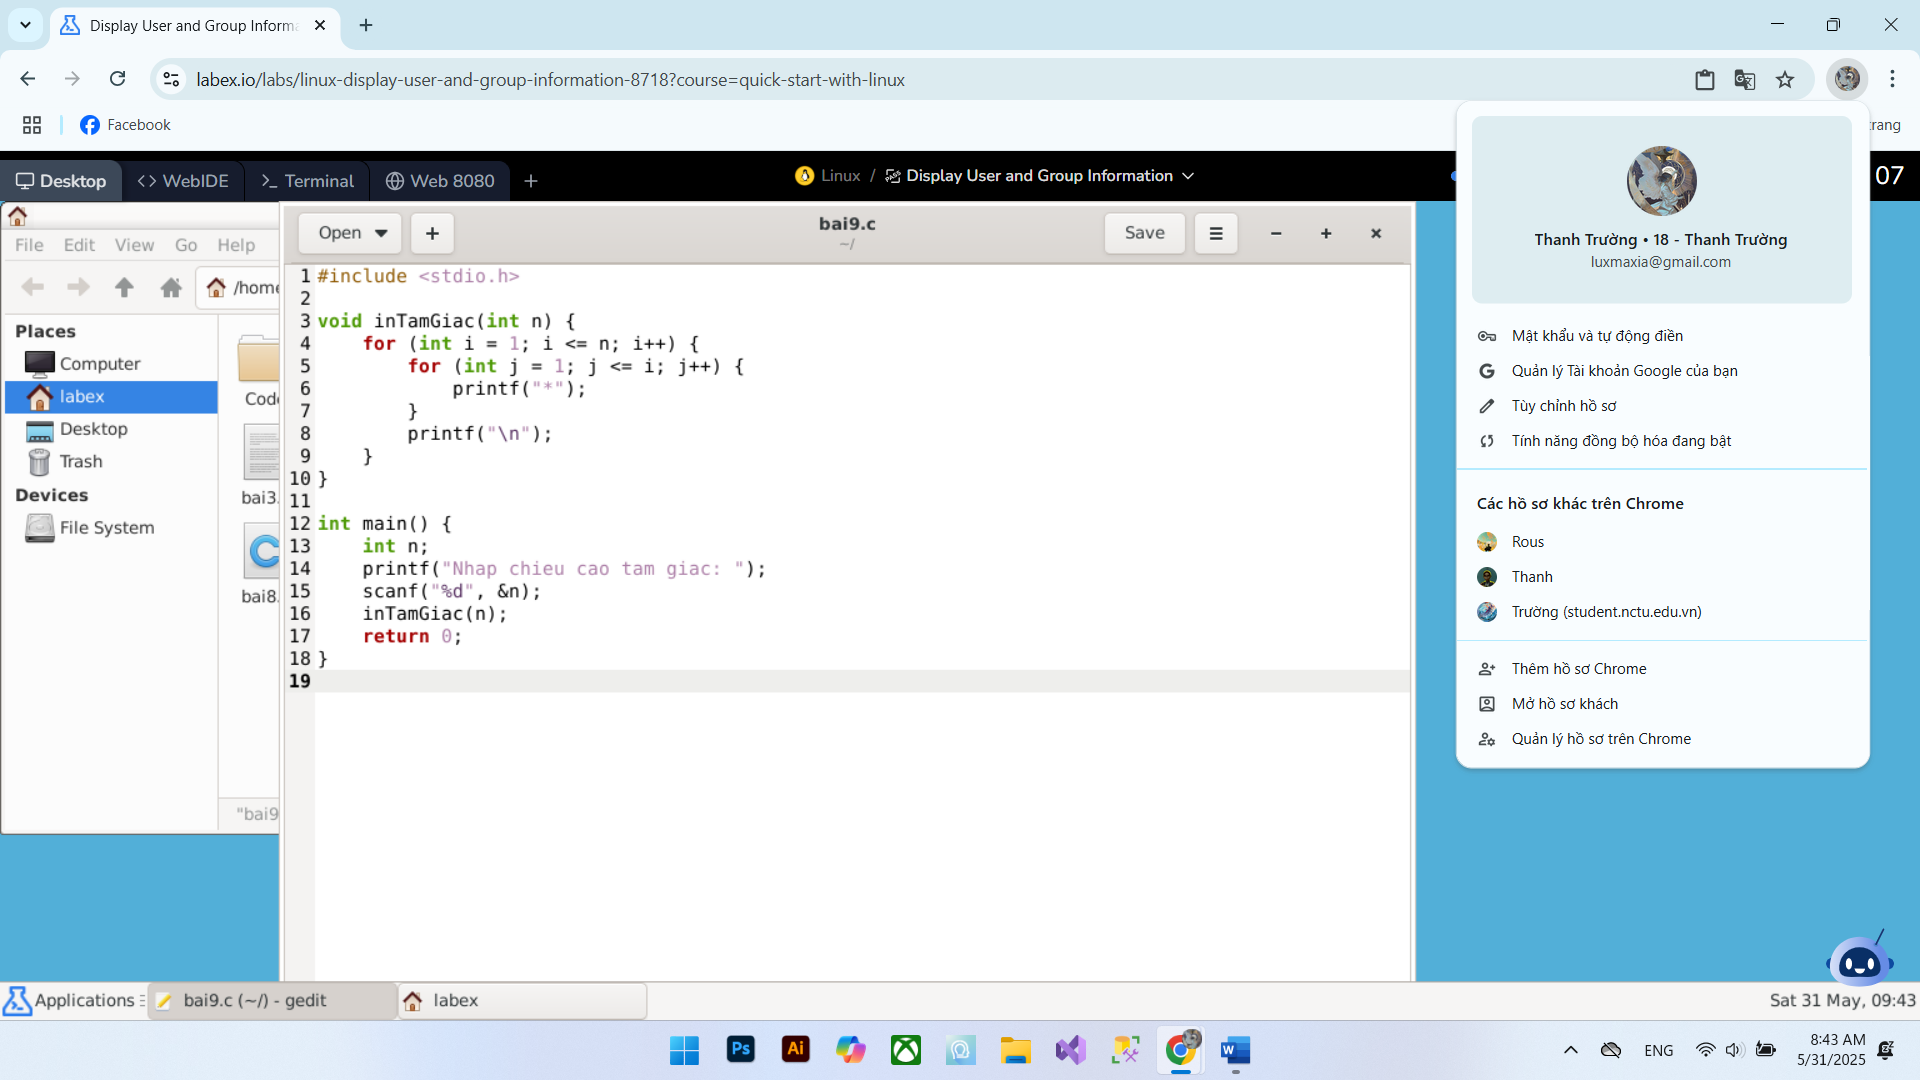 Display User and Group Informa
labex.io/labs/linux-display-user-and-group-information-8718?course=quick-start-with-linux
Facebook
trang
Desktop
WebIDE
Terminal
Web 8080
Linux / Display User and Group Information
07
File Edit View Go Help
/home
Places
Computer
labex
Desktop
Trash
Devices
File System
Code
bai3.
bai8.
"bai9
Open
bai9.c
~/
Save
1 #include <stdio.h>
2
3 void inTamGiac(int n) {
4     for (int i = 1; i <= n; i++) {
5         for (int j = 1; j <= i; j++) {
6             printf("*");
7         }
8         printf("\n");
9     }
10 }
11
12 int main() {
13     int n;
14     printf("Nhap chieu cao tam giac: ");
15     scanf("%d", &n);
16     inTamGiac(n);
17     return 0;
18 }
19
Thanh Trường • 18 - Thanh Trường
luxmaxia@gmail.com
Mật khẩu và tự động điền
Quản lý Tài khoản Google của bạn
Tùy chỉnh hồ sơ
Tính năng đồng bộ hóa đang bật
Các hồ sơ khác trên Chrome
Rous
Thanh
Trường (student.nctu.edu.vn)
Thêm hồ sơ Chrome
Mở hồ sơ khách
Quản lý hồ sơ trên Chrome
Applications
bai9.c (~/) - gedit
labex
Sat 31 May, 09:43
Ps
Ai
W
ENG
8:43 AM
5/31/2025